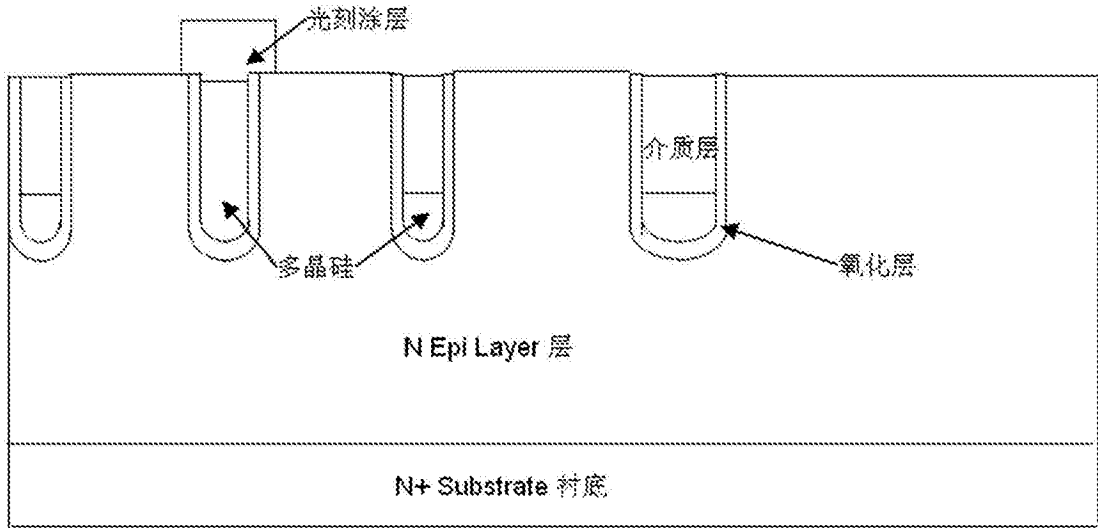 光刻涂层
介质层
多晶硅
氧化层
N Epi Layer 层
N+ Substrate 衬底